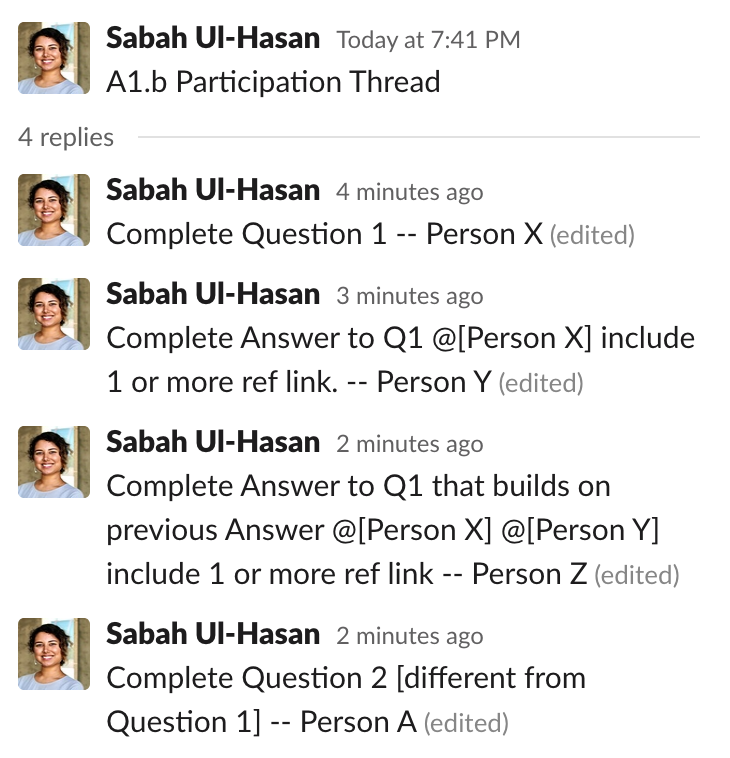 Sabah Ul-Hasan Today at 7:41 PM
A1.b Participation Thread
4 replies
Sabah Ul-Hasan 4 minutes ago
Complete Question 1 -- Person X (edited)
Sabah Ul-Hasan 3 minutes ago
Complete Answer to Q1 @[Person X] include
1 or more ref link. -- Person Y (edited)
Sabah Ul-Hasan 2 minutes ago
Complete Answer to Q1 that builds on
previous Answer @[Person X] @[Person Y]
include 1 or more ref link -- Person Z (edited)
Sabah Ul-Hasan 2 minutes ago
Complete Question 2 [different from
Question 1] -- Person A (edited)